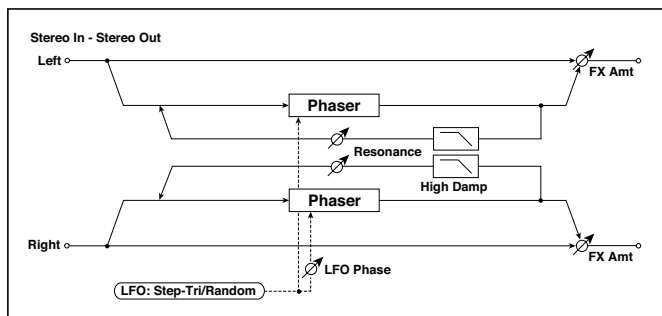 Stereo In - Stereo Out
Left
FX Amt
Phaser
Resonance
High Damp
Phaser
Right
FX Amt
LFO Phase
LFO: Step-Tri/Random